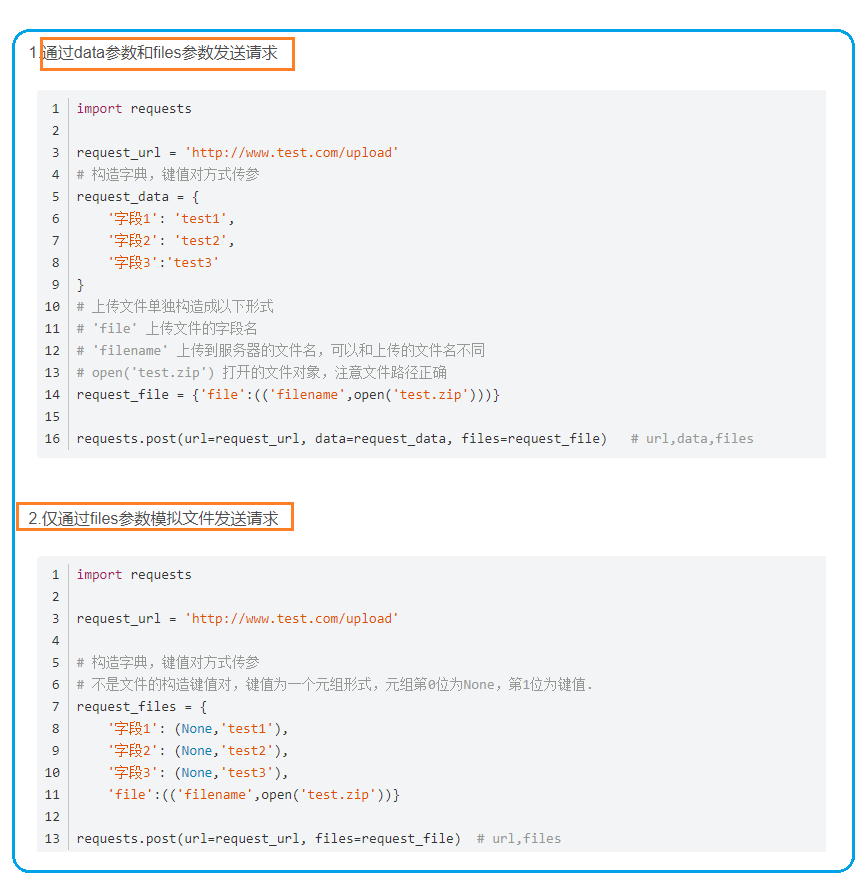 1.通过data参数和files参数发送请求
1 import requests
2
3 request_url = 'http://www.test.com/upload'
4 # 构造字典，键值对方式传参
5 request_data = {
6     '字段1': 'test1',
7     '字段2': 'test2',
8     '字段3':'test3'
9 }
10 # 上传文件单独构造成以下形式
11 # 'file' 上传文件的字段名
12 # 'filename' 上传到服务器的文件名，可以和上传的文件名不同
13 # open('test.zip') 打开的文件对象，注意文件路径正确
14 request_file = {'file':(('filename',open('test.zip')))}
15
16 requests.post(url=request_url, data=request_data, files=request_file)   # url,data,files
2.仅通过files参数模拟文件发送请求
1 import requests
2
3 request_url = 'http://www.test.com/upload'
4
5 # 构造字典，键值对方式传参
6 # 不是文件的构造键值对，键值为一个元组形式，元组第0位为None，第1位为键值.
7 request_files = {
8     '字段1': (None,'test1'),
9     '字段2': (None,'test2'),
10     '字段3': (None,'test3'),
11     'file':(('filename',open('test.zip'))}
12
13 requests.post(url=request_url, files=request_file)  # url,files